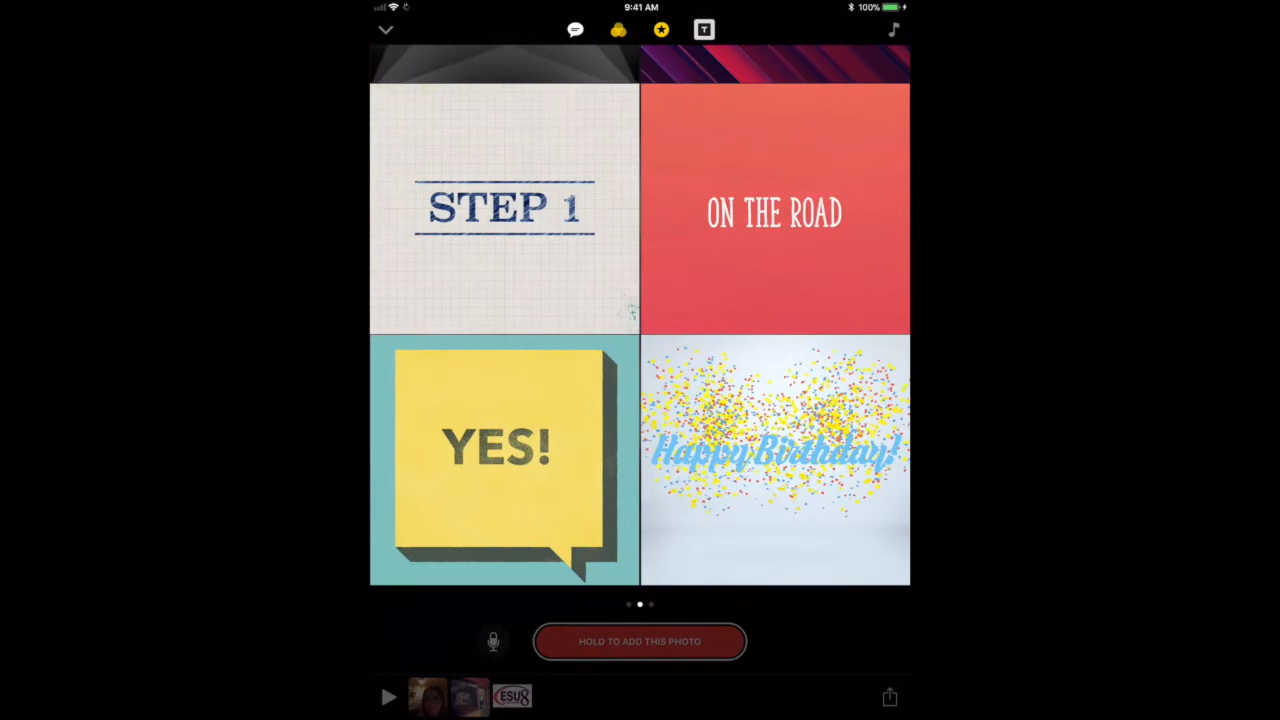 9:41 AM
100%
T
STEP 1
ON THE ROAD
YES!
Happy Birthday!
HOLD TO ADD THIS PHOTO
ESU8